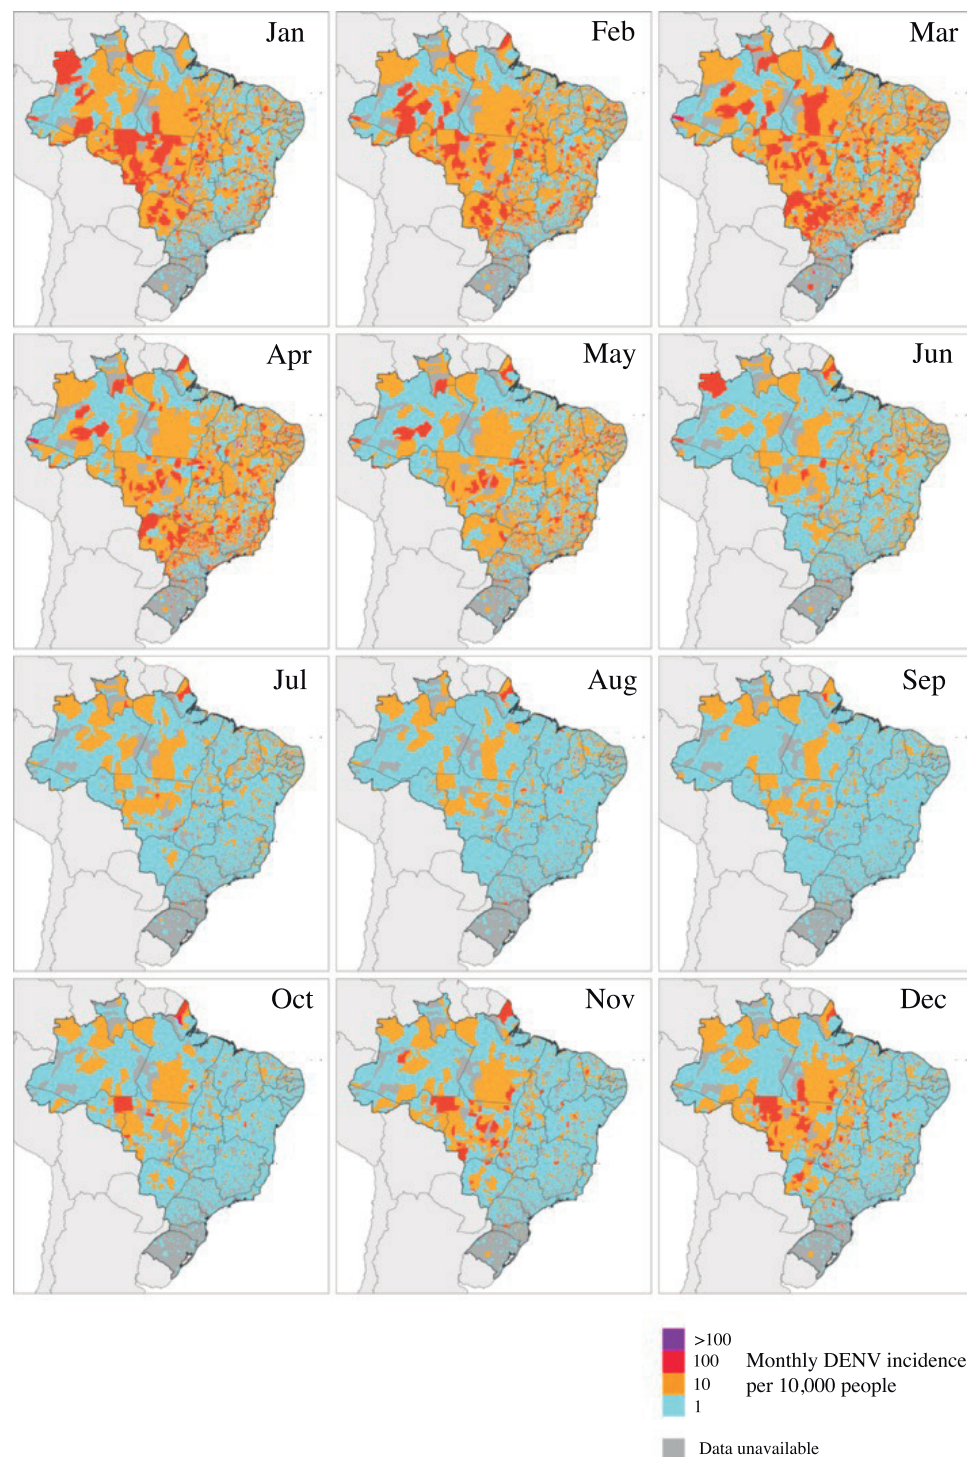 Jan
Feb
Mar
Apr
May
Jun
Jul
Aug
Sep
Oct
Nov
Dec
>100
100
10
1
Monthly DENV incidence
per 10,000 people
Data unavailable